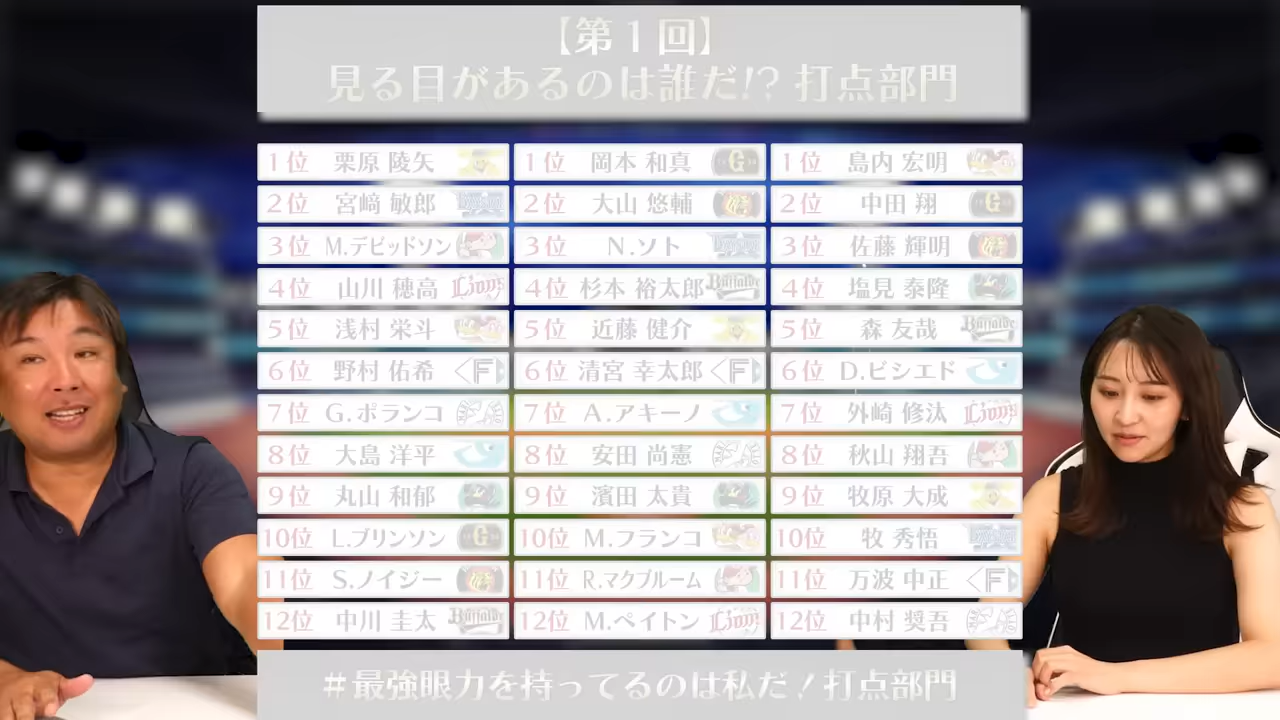 【第1回】
見る目があるのは誰だ!? 打点部門
1位 栗原 陵矢
2位 宮﨑 敏郎
3位 M.デビッドソン
4位 山川 穂高 Lions
5位 浅村 栄斗
6位 野村 佑希 F
7位 G.ポランコ
8位 大島 洋平
9位 丸山 和郁
10位 L.ブリンソン G
11位 S.ノイジー
12位 中川 圭太 Buffaloes
1位 岡本 和真 G
2位 大山 悠輔
3位 N.ソト
4位 杉本 裕太郎 Buffaloes
5位 近藤 健介
6位 清宮 幸太郎 F
7位 A.アキーノ
8位 安田 尚憲
9位 濱田 太貴
10位 M.フランコ
11位 R.マクブルーム
12位 M.ペイトン Lions
1位 島内 宏明
2位 中田 翔 G
3位 佐藤 輝明
4位 塩見 泰隆
5位 森 友哉 Buffaloes
6位 D.ビシエド
7位 外崎 修汰 Lions
8位 秋山 翔吾
9位 牧原 大成
10位 牧 秀悟
11位 万波 中正 F
12位 中村 奨吾
#最強眼力を持ってるのは私だ！打点部門